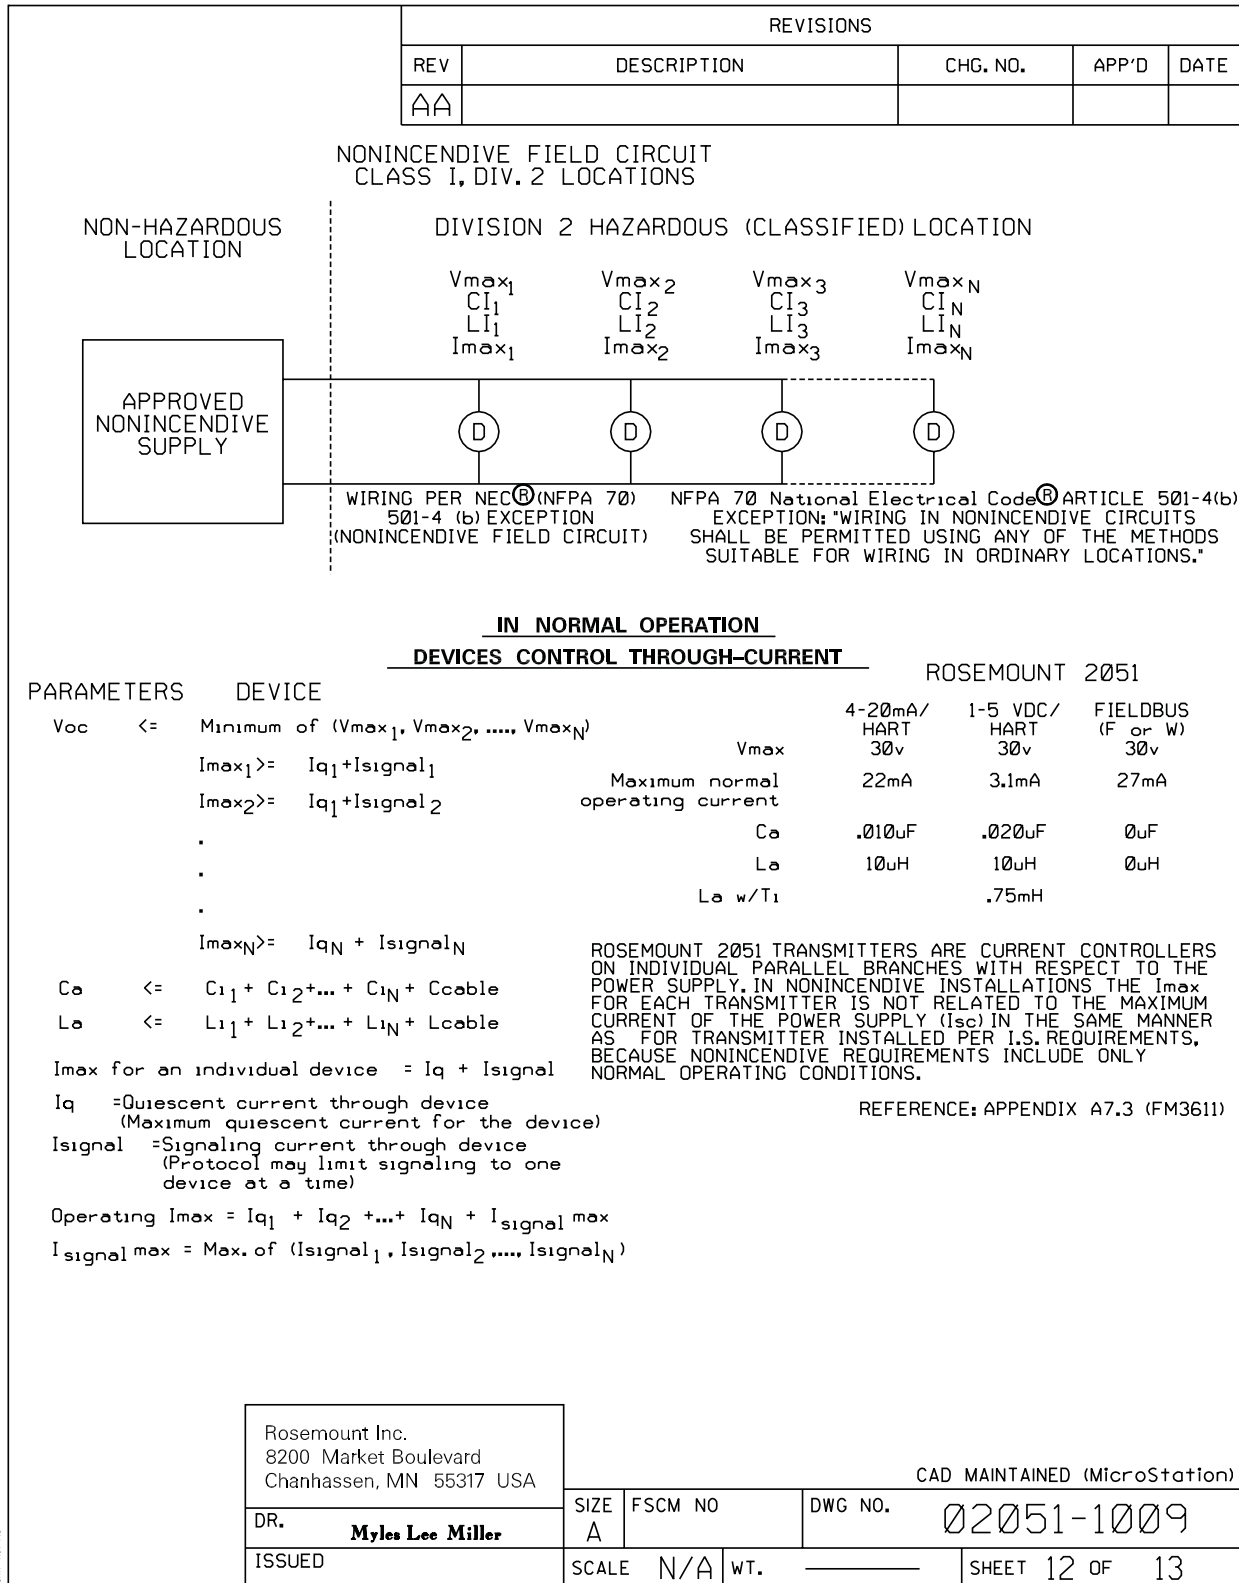 REVISIONS
REV DESCRIPTION CHG. NO. APP'D DATE
AA
NONINCENDIVE FIELD CIRCUIT
CLASS I, DIV. 2 LOCATIONS
NON-HAZARDOUS
LOCATION
DIVISION 2 HAZARDOUS (CLASSIFIED) LOCATION
Vmax1 Vmax2 Vmax3 VmaxN
CI1 CI2 CI3 CIN
LI1 LI2 LI3 LIN
Imax1 Imax2 Imax3 ImaxN
APPROVED
NONINCENDIVE
SUPPLY
D D D D
WIRING PER NEC®(NFPA 70)
501-4 (b) EXCEPTION
(NONINCENDIVE FIELD CIRCUIT)
NFPA 70 National Electrical Code® ARTICLE 501-4(b)
EXCEPTION: "WIRING IN NONINCENDIVE CIRCUITS
SHALL BE PERMITTED USING ANY OF THE METHODS
SUITABLE FOR WIRING IN ORDINARY LOCATIONS."
IN NORMAL OPERATION
DEVICES CONTROL THROUGH-CURRENT
PARAMETERS DEVICE
Voc <= Minimum of (Vmax1, Vmax2, ...., VmaxN)
Imax1>= Iq1+Isignal1
Imax2>= Iq1+Isignal2
.
.
.
ImaxN>= IqN + IsignalN
Ca <= Ci1+ Ci2+... + CiN + Ccable
La <= Li1+ Li2+... + LiN + Lcable
Imax for an individual device = Iq + Isignal
Iq =Quiescent current through device
(Maximum quiescent current for the device)
Isignal =Signaling current through device
(Protocol may limit signaling to one
device at a time)
Operating Imax = Iq1 + Iq2 +...+ IqN + Isignal max
Isignal max = Max. of (Isignal1, Isignal2,...., IsignalN)
ROSEMOUNT 2051
4-20mA/ 1-5 VDC/ FIELDBUS
HART HART (F or W)
Vmax 30v 30v 30v
Maximum normal 22mA 3.1mA 27mA
operating current
Ca .010uF .020uF 0uF
La 10uH 10uH 0uH
La w/T1 .75mH
ROSEMOUNT 2051 TRANSMITTERS ARE CURRENT CONTROLLERS
ON INDIVIDUAL PARALLEL BRANCHES WITH RESPECT TO THE
POWER SUPPLY. IN NONINCENDIVE INSTALLATIONS THE Imax
FOR EACH TRANSMITTER IS NOT RELATED TO THE MAXIMUM
CURRENT OF THE POWER SUPPLY (Isc) IN THE SAME MANNER
AS FOR TRANSMITTER INSTALLED PER I.S. REQUIREMENTS,
BECAUSE NONINCENDIVE REQUIREMENTS INCLUDE ONLY
NORMAL OPERATING CONDITIONS.
REFERENCE: APPENDIX A7.3 (FM3611)
Rosemount Inc.
8200 Market Boulevard
Chanhassen, MN 55317 USA
CAD MAINTAINED (MicroStation)
DR. Myles Lee Miller
SIZE A FSCM NO DWG NO. 02051-1009
ISSUED
SCALE N/A WT. SHEET 12 OF 13